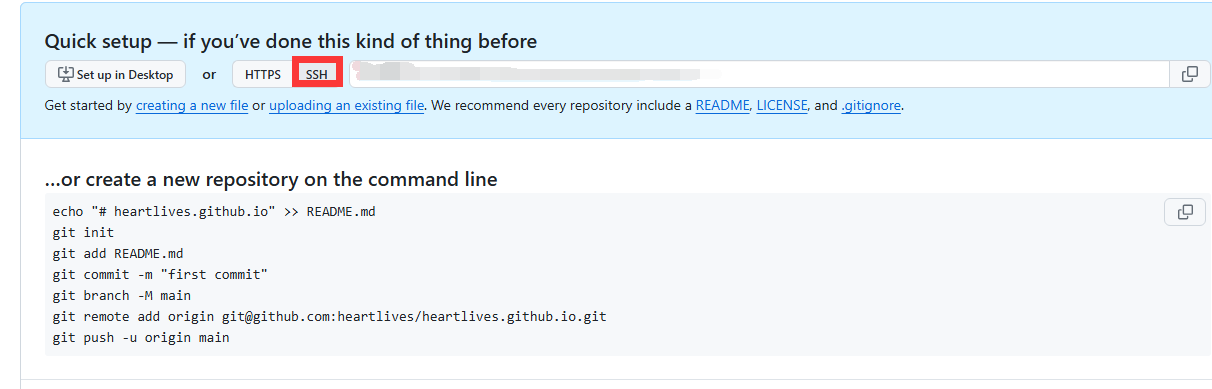 Quick setup — if you’ve done this kind of thing before
Set up in Desktop or HTTPS SSH
Get started by creating a new file or uploading an existing file. We recommend every repository include a README, LICENSE, and .gitignore.
…or create a new repository on the command line
echo "# heartlives.github.io" >> README.md
git init
git add README.md
git commit -m "first commit"
git branch -M main
git remote add origin git@github.com:heartlives/heartlives.github.io.git
git push -u origin main